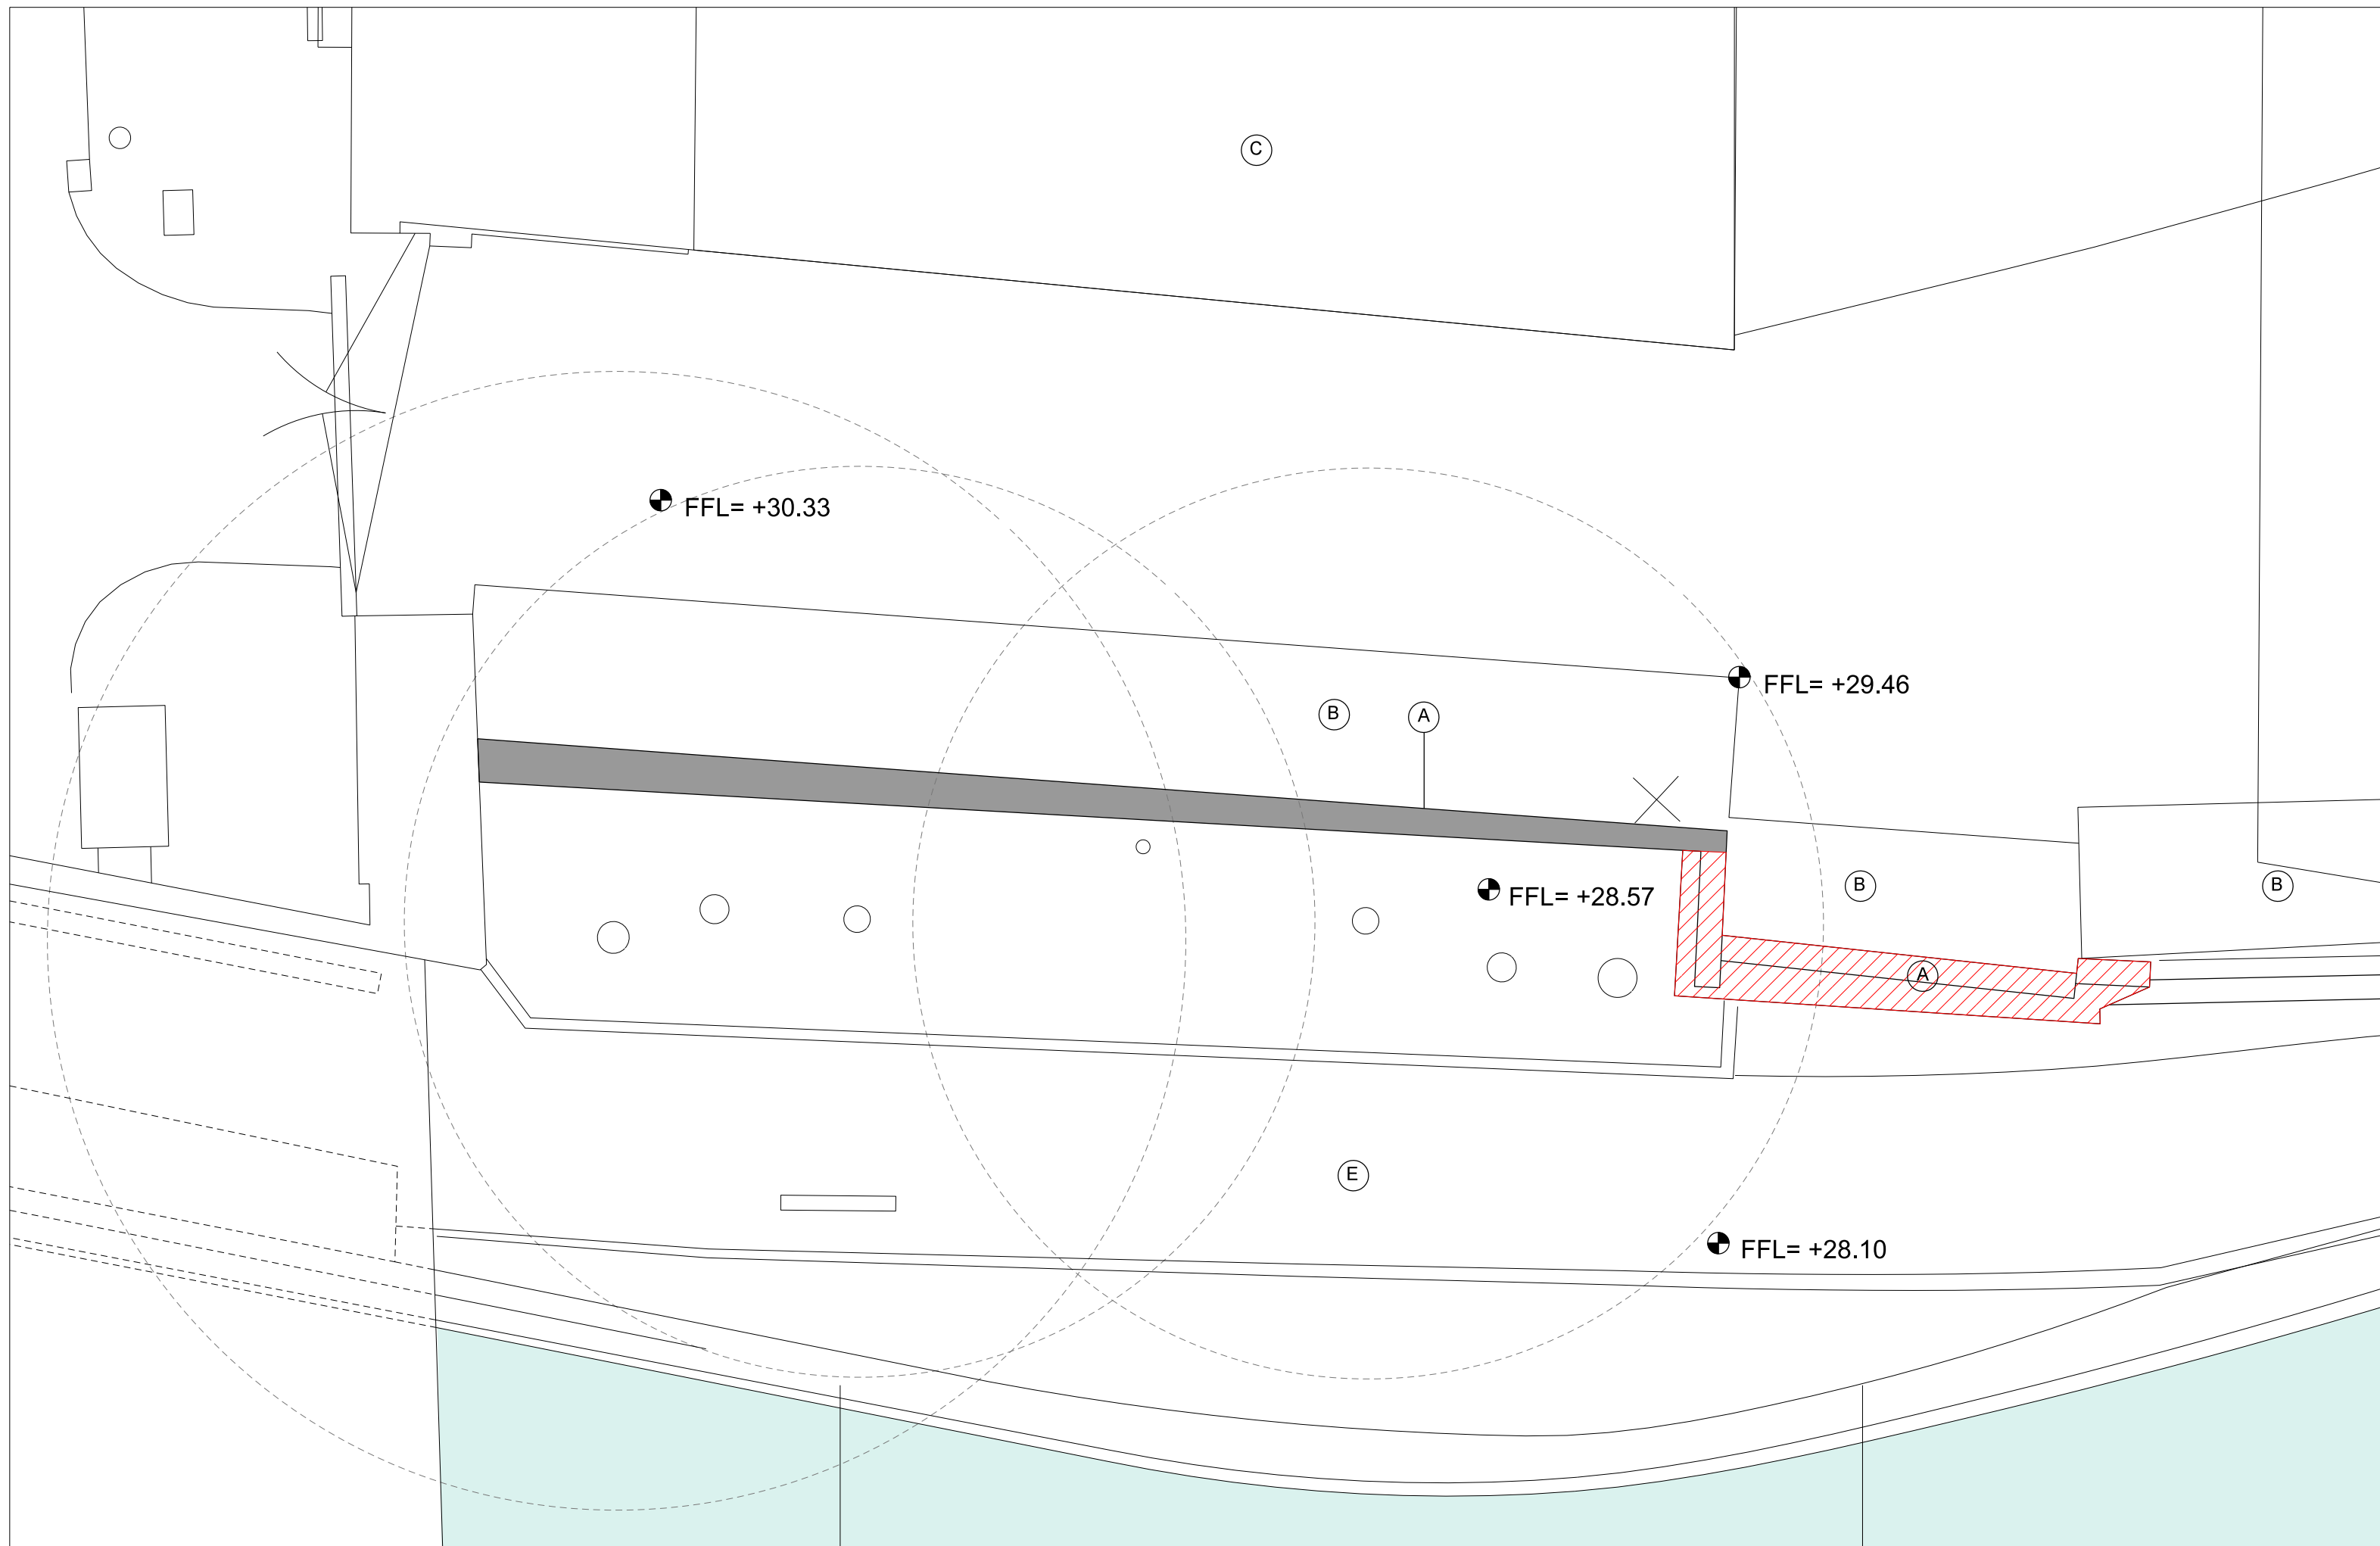 C
FFL= +30.33
FFL= +29.46
B
A
FFL= +28.57
B
B
A
E
FFL= +28.10